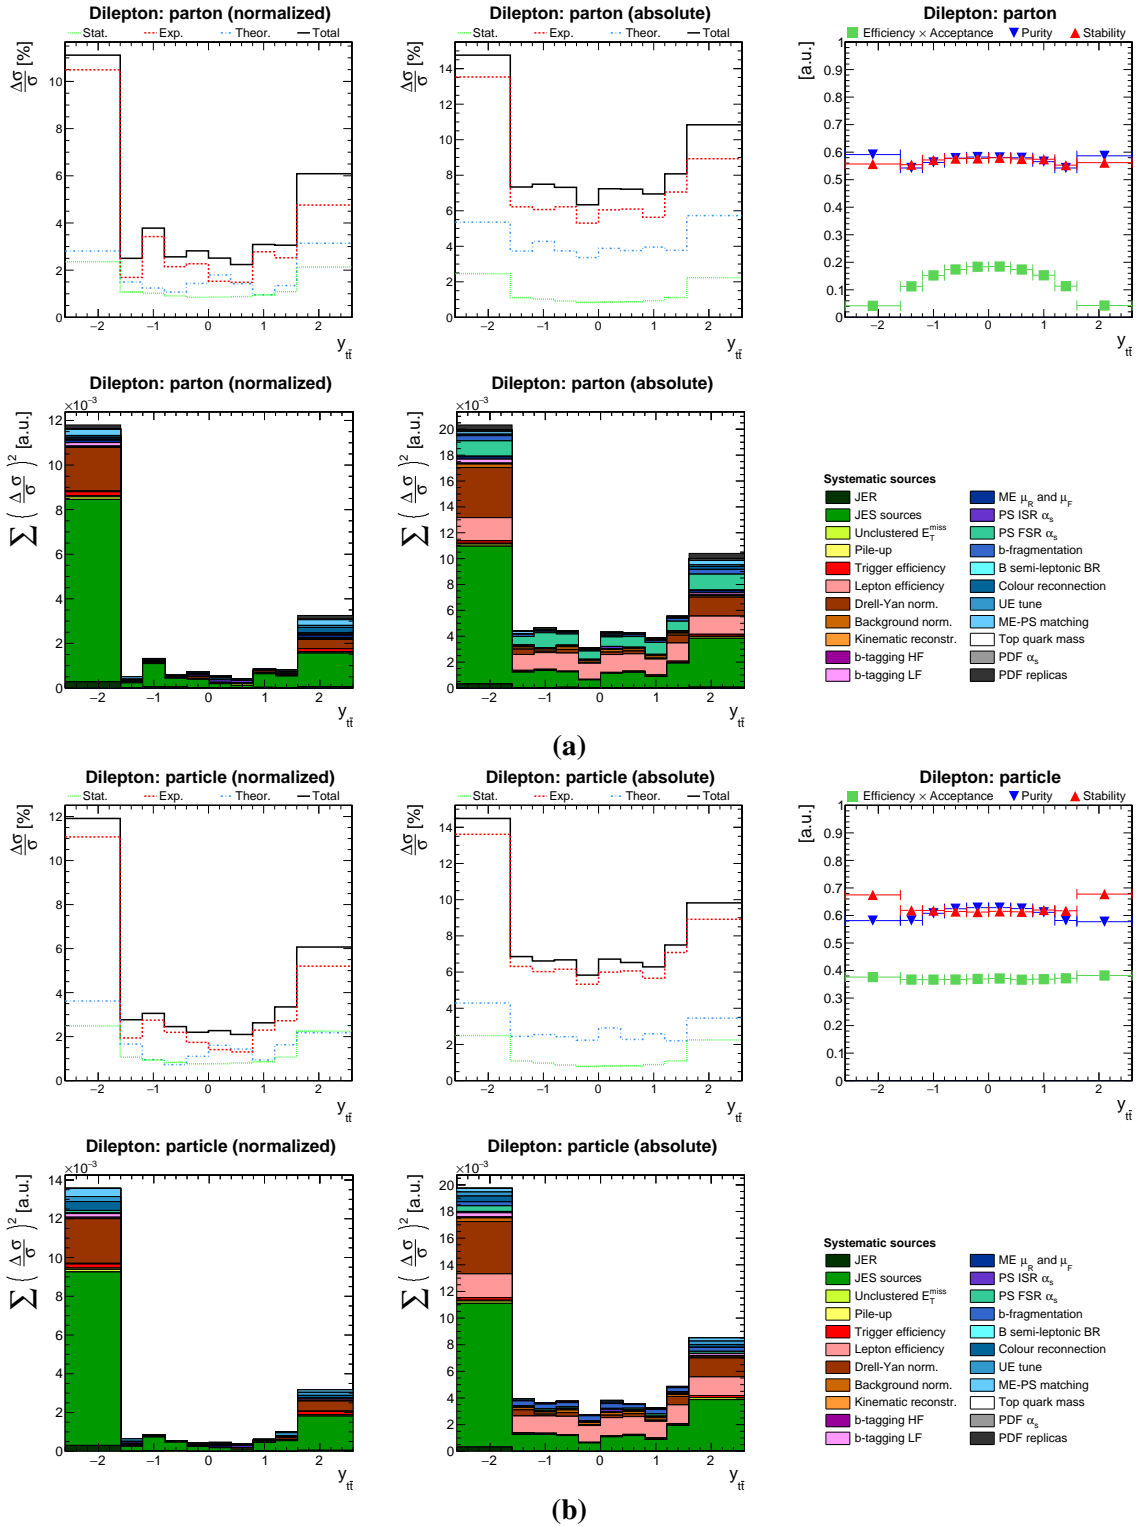 Dilepton: parton (normalized)
Stat. Exp. Theor. Total
Δσ/σ [%]
0 2 4 6 8 10
−2 −1 0 1 2
y_tt̄
Dilepton: parton (absolute)
Stat. Exp. Theor. Total
Δσ/σ [%]
0 2 4 6 8 10 12 14
−2 −1 0 1 2
y_tt̄
Dilepton: parton
Efficiency × Acceptance Purity Stability
[a.u.]
0 0.1 0.2 0.3 0.4 0.5 0.6 0.7 0.8 0.9 1
−2 −1 0 1 2
y_tt̄
Dilepton: parton (normalized)
×10⁻³
∑ (Δσ/σ)² [a.u.]
0 2 4 6 8 10 12
−2 −1 0 1 2
y_tt̄
Dilepton: parton (absolute)
×10⁻³
∑ (Δσ/σ)² [a.u.]
0 2 4 6 8 10 12 14 16 18 20
−2 −1 0 1 2
y_tt̄
Systematic sources
JER
JES sources
Unclustered E_T^miss
Pile-up
Trigger efficiency
Lepton efficiency
Drell-Yan norm.
Background norm.
Kinematic reconstr.
b-tagging HF
b-tagging LF
ME μ_R and μ_F
PS ISR α_s
PS FSR α_s
b-fragmentation
B semi-leptonic BR
Colour reconnection
UE tune
ME-PS matching
Top quark mass
PDF α_s
PDF replicas
(a)
Dilepton: particle (normalized)
Stat. Exp. Theor. Total
Δσ/σ [%]
0 2 4 6 8 10 12
−2 −1 0 1 2
y_tt̄
Dilepton: particle (absolute)
Stat. Exp. Theor. Total
Δσ/σ [%]
0 2 4 6 8 10 12 14
−2 −1 0 1 2
y_tt̄
Dilepton: particle
Efficiency × Acceptance Purity Stability
[a.u.]
0 0.1 0.2 0.3 0.4 0.5 0.6 0.7 0.8 0.9 1
−2 −1 0 1 2
y_tt̄
Dilepton: particle (normalized)
×10⁻³
∑ (Δσ/σ)² [a.u.]
0 2 4 6 8 10 12 14
−2 −1 0 1 2
y_tt̄
Dilepton: particle (absolute)
×10⁻³
∑ (Δσ/σ)² [a.u.]
0 2 4 6 8 10 12 14 16 18 20
−2 −1 0 1 2
y_tt̄
Systematic sources
JER
JES sources
Unclustered E_T^miss
Pile-up
Trigger efficiency
Lepton efficiency
Drell-Yan norm.
Background norm.
Kinematic reconstr.
b-tagging HF
b-tagging LF
ME μ_R and μ_F
PS ISR α_s
PS FSR α_s
b-fragmentation
B semi-leptonic BR
Colour reconnection
UE tune
ME-PS matching
Top quark mass
PDF α_s
PDF replicas
(b)